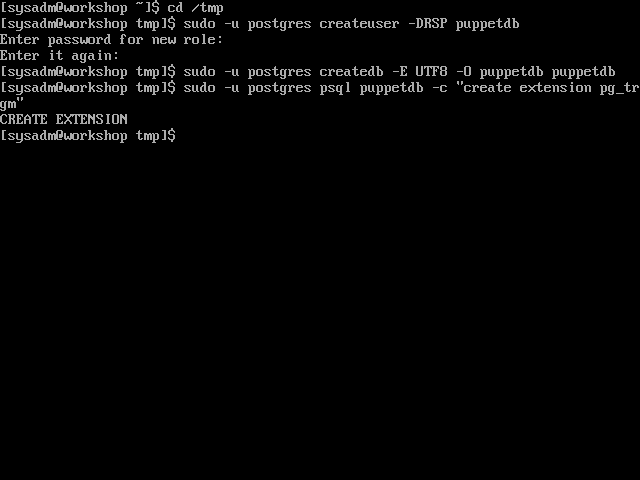 [sysadm@workshop ~]$ cd /tmp
[sysadm@workshop tmp]$ sudo -u postgres createuser -DRSP puppetdb
Enter password for new role:
Enter it again:
[sysadm@workshop tmp]$ sudo -u postgres createdb -E UTF8 -O puppetdb puppetdb
[sysadm@workshop tmp]$ sudo -u postgres psql puppetdb -c "create extension pg_tr
gm"
CREATE EXTENSION
[sysadm@workshop tmp]$